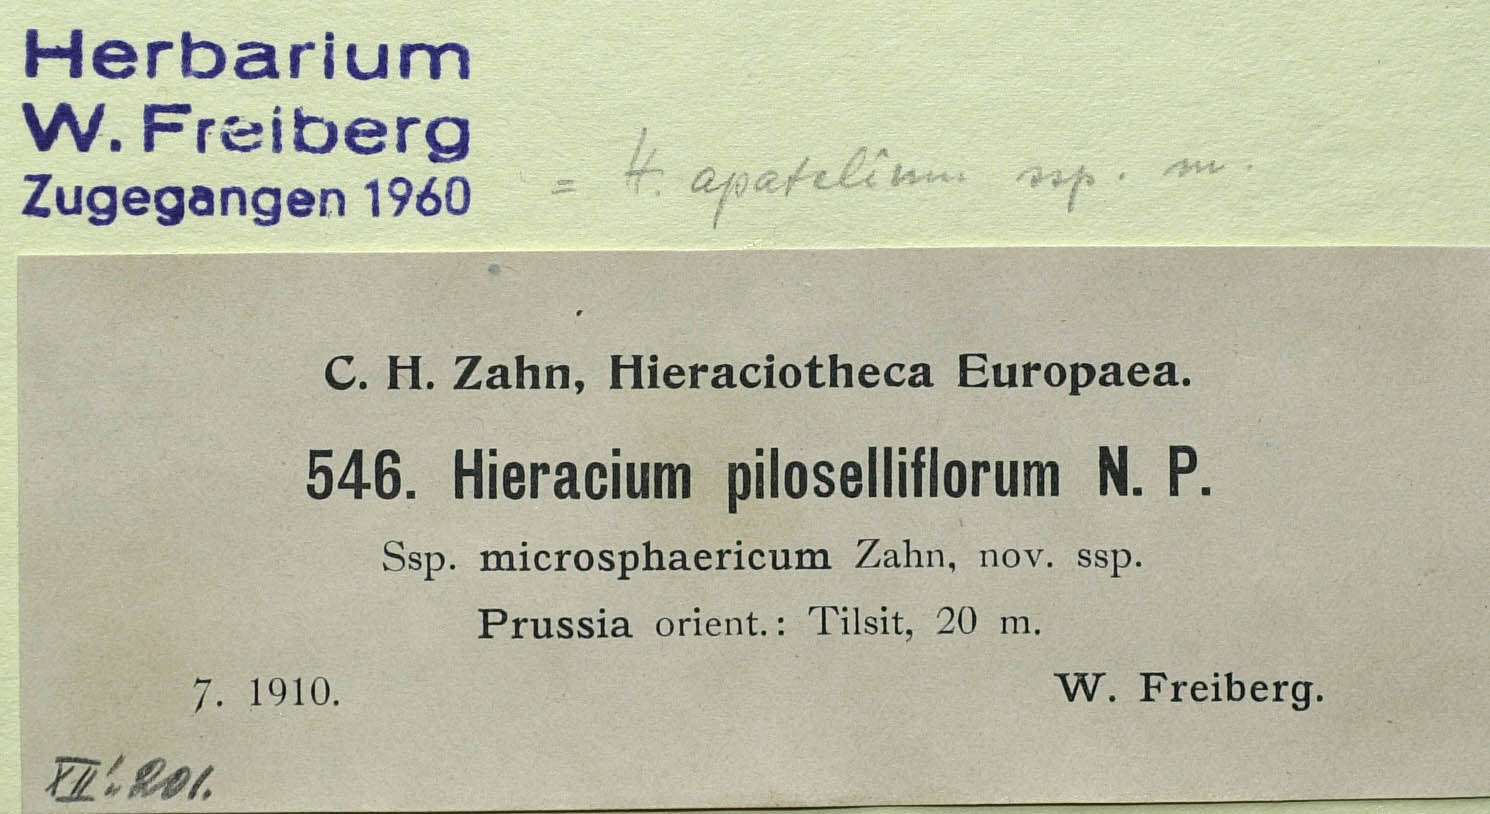 Herbarium
W. Freiberg
Zugegangen 1960
= H. apatelium ssp. m.
C. H. Zahn, Hieraciotheca Europaea.
546. Hieracium piloselliflorum N. P.
Ssp. microsphaericum Zahn, nov. ssp.
Prussia orient.: Tilsit, 20 m.
7. 1910.
W. Freiberg.
XII 201.